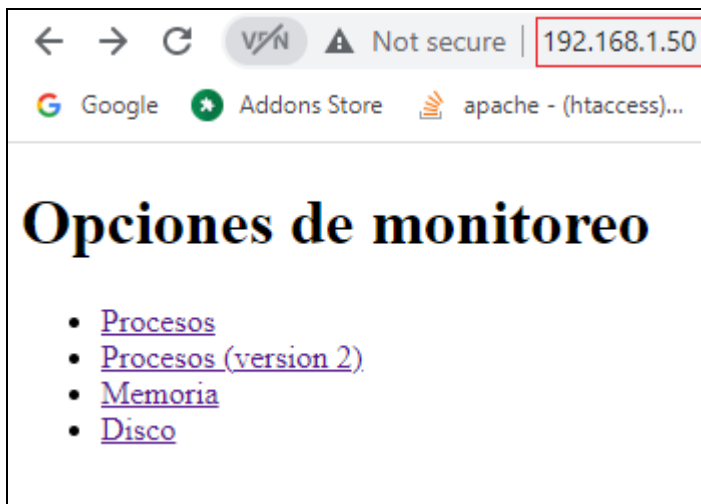 VPN Not secure 192.168.1.50
Google Addons Store apache - (htaccess)...
Opciones de monitoreo
Procesos
Procesos (version 2)
Memoria
Disco